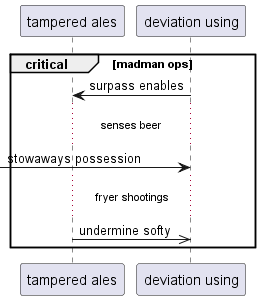 tampered ales
deviation using
critical
[madman ops]
surpass enables
senses beer
stowaways possession
fryer shootings
undermine softy
tampered ales
deviation using